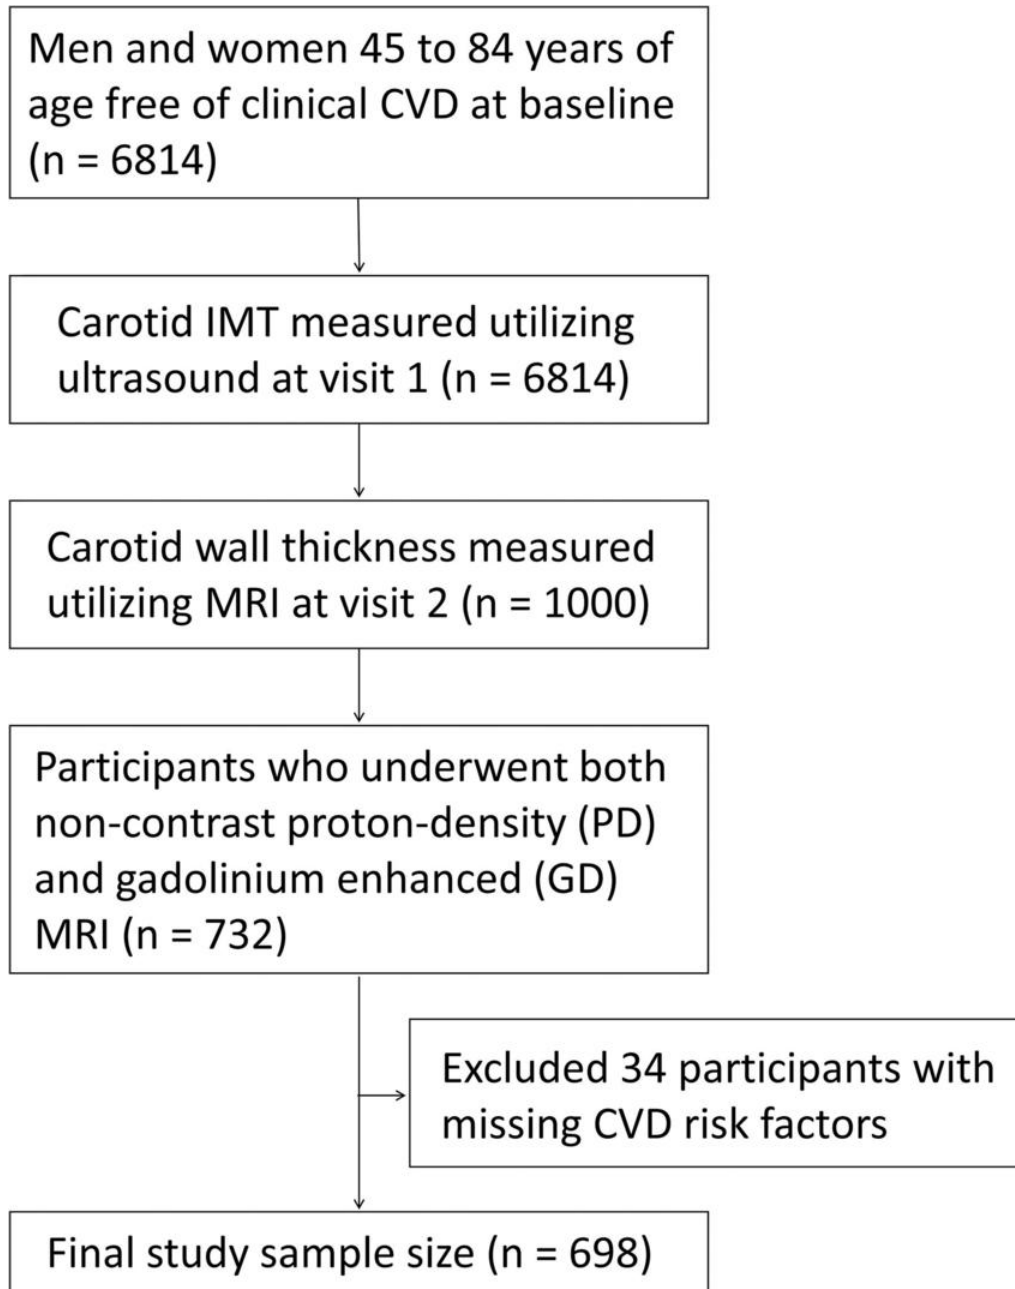 Men and women 45 to 84 years of
age free of clinical CVD at baseline
(n = 6814)
Carotid IMT measured utilizing
ultrasound at visit 1 (n = 6814)
Carotid wall thickness measured
utilizing MRI at visit 2 (n = 1000)
Participants who underwent both
non-contrast proton-density (PD)
and gadolinium enhanced (GD)
MRI (n = 732)
Excluded 34 participants with
missing CVD risk factors
Final study sample size (n = 698)